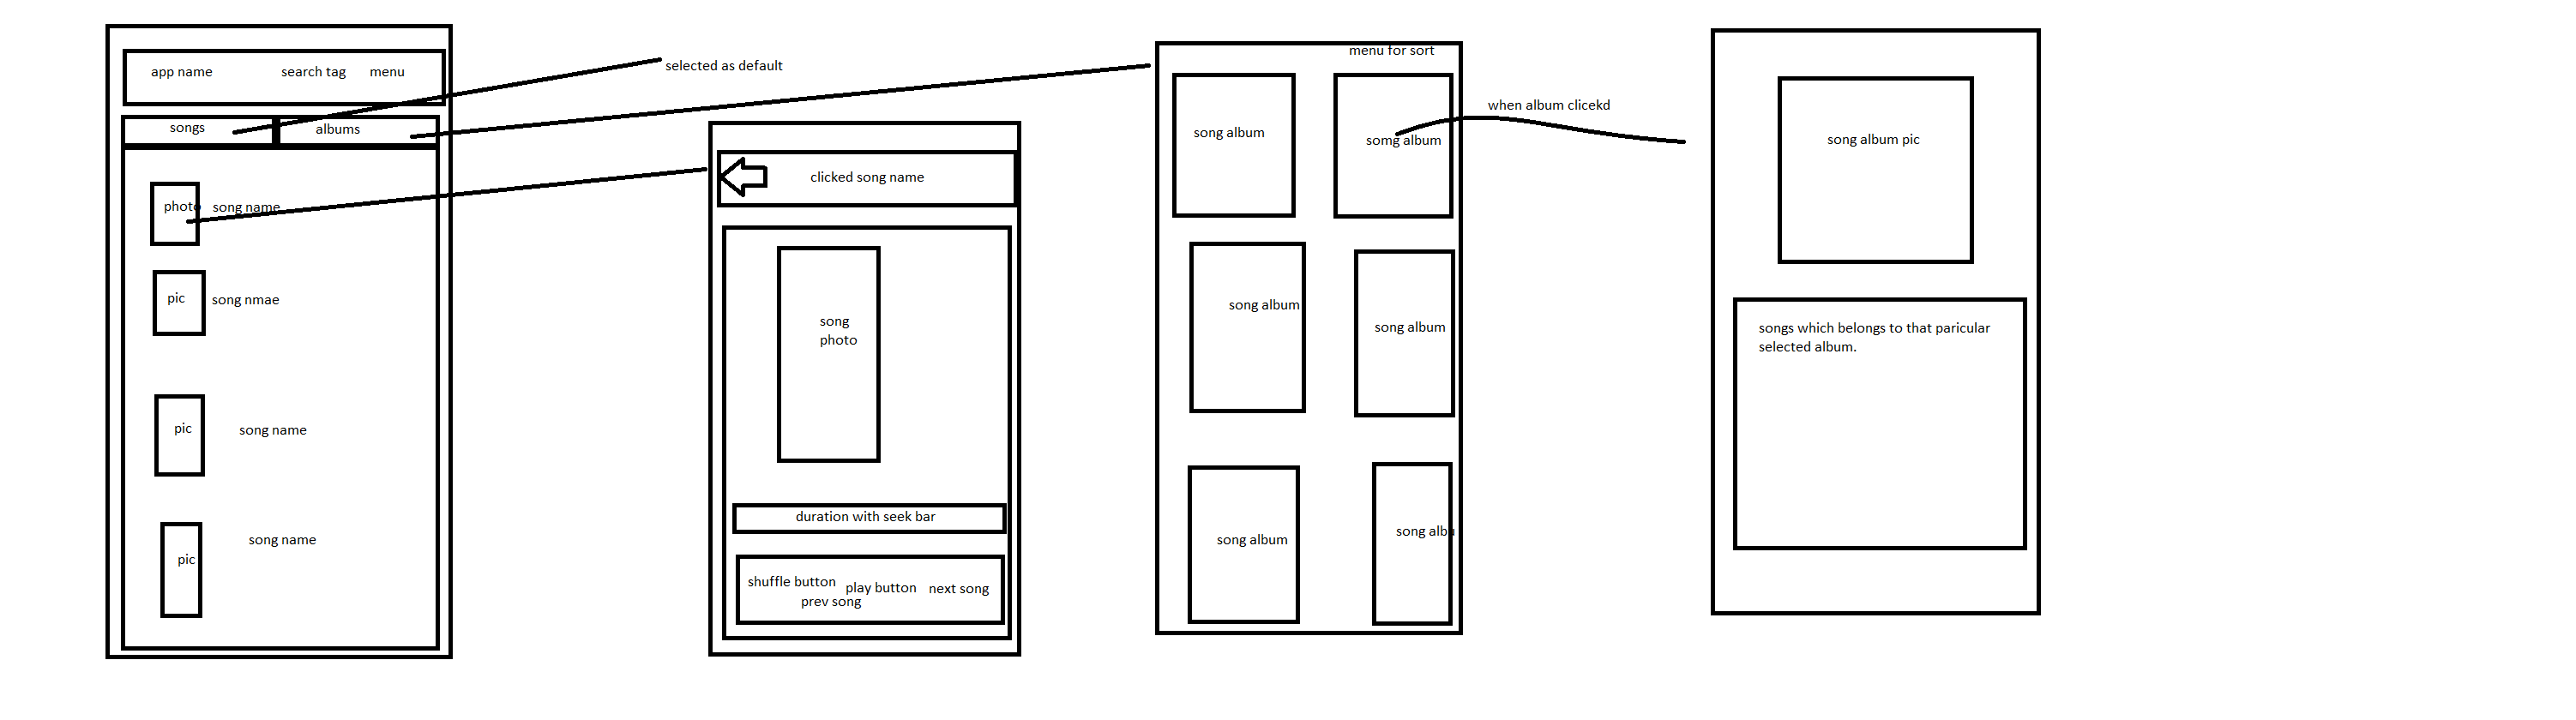 app name
search tag
menu
songs
albums
selected as default
photo
song name
pic
song nmae
pic
song name
pic
song name
clicked song name
song
photo
duration with seek bar
shuffle button
play button
next song
prev song
menu for sort
song album
somg album
song album
song album
song album
song albu
when album clicekd
song album pic
songs which belongs to that paricular
selected album.